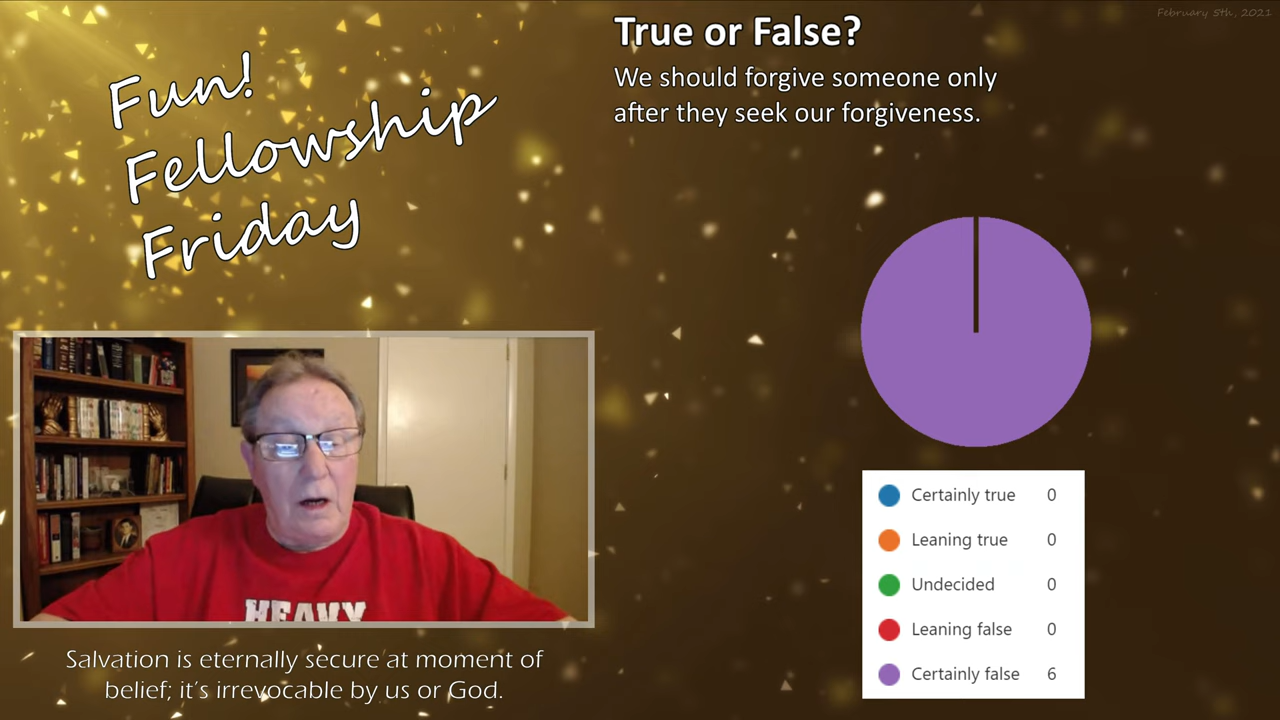 February 5th, 2021
Fun!
Fellowship
Friday
True or False?
We should forgive someone only
after they seek our forgiveness.
HEAVY
Certainly true 0
Leaning true 0
Undecided 0
Leaning false 0
Certainly false 6
Salvation is eternally secure at moment of
belief; it's irrevocable by us or God.